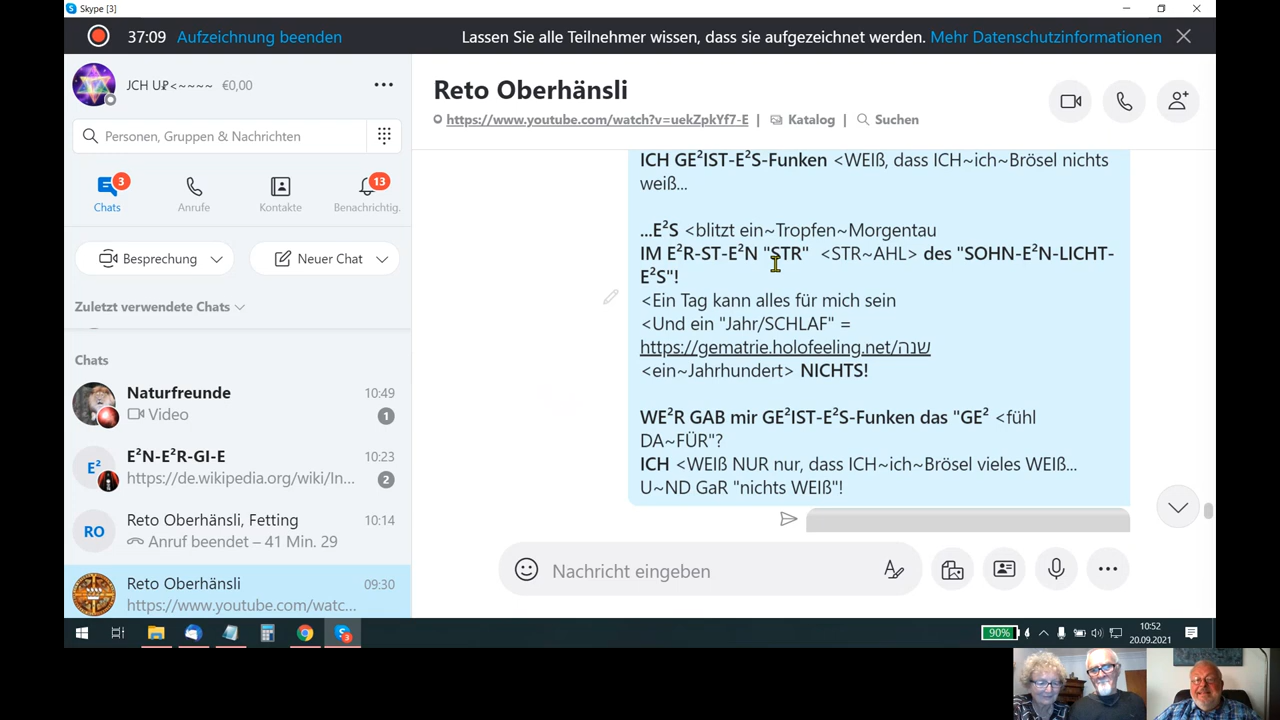 Skype [3]
37:09 Aufzeichnung beenden
Lassen Sie alle Teilnehmer wissen, dass sie aufgezeichnet werden. Mehr Datenschutzinformationen
JCH UP<~~~~ €0,00
Personen, Gruppen & Nachrichten
3
13
Chats
Anrufe
Kontakte
Benachrichtig.
Besprechung
Neuer Chat
Zuletzt verwendete Chats
Chats
Naturfreunde 10:49
Video 1
E²N-E²R-GI-E 10:23
E²
https://de.wikipedia.org/wiki/In... 2
Reto Oberhänsli, Fetting 10:14
RO
Anruf beendet – 41 Min. 29
Reto Oberhänsli 09:30
https://www.youtube.com/watc...
Reto Oberhänsli
https://www.youtube.com/watch?v=uekZpkYf7-E | Katalog | Suchen
ICH GE²IST-E²S-Funken <WEIß, dass ICH~ich~Brösel nichts
weiß...
...E²S <blitzt ein~Tropfen~Morgentau
IM E²R-ST-E²N "STR" <STR~AHL> des "SOHN-E²N-LICHT-
E²S"!
<Ein Tag kann alles für mich sein
<Und ein "Jahr/SCHLAF" =
https://gematrie.holofeeling.net/שנה
<ein~Jahrhundert> NICHTS!
WE²R GAB mir GE²IST-E²S-Funken das "GE² <fühl
DA~FÜR"?
ICH <WEIß NUR nur, dass ICH~ich~Brösel vieles WEIß...
U~ND GaR "nichts WEIß"!
Nachricht eingeben
90%
3
10:52
20.09.2021